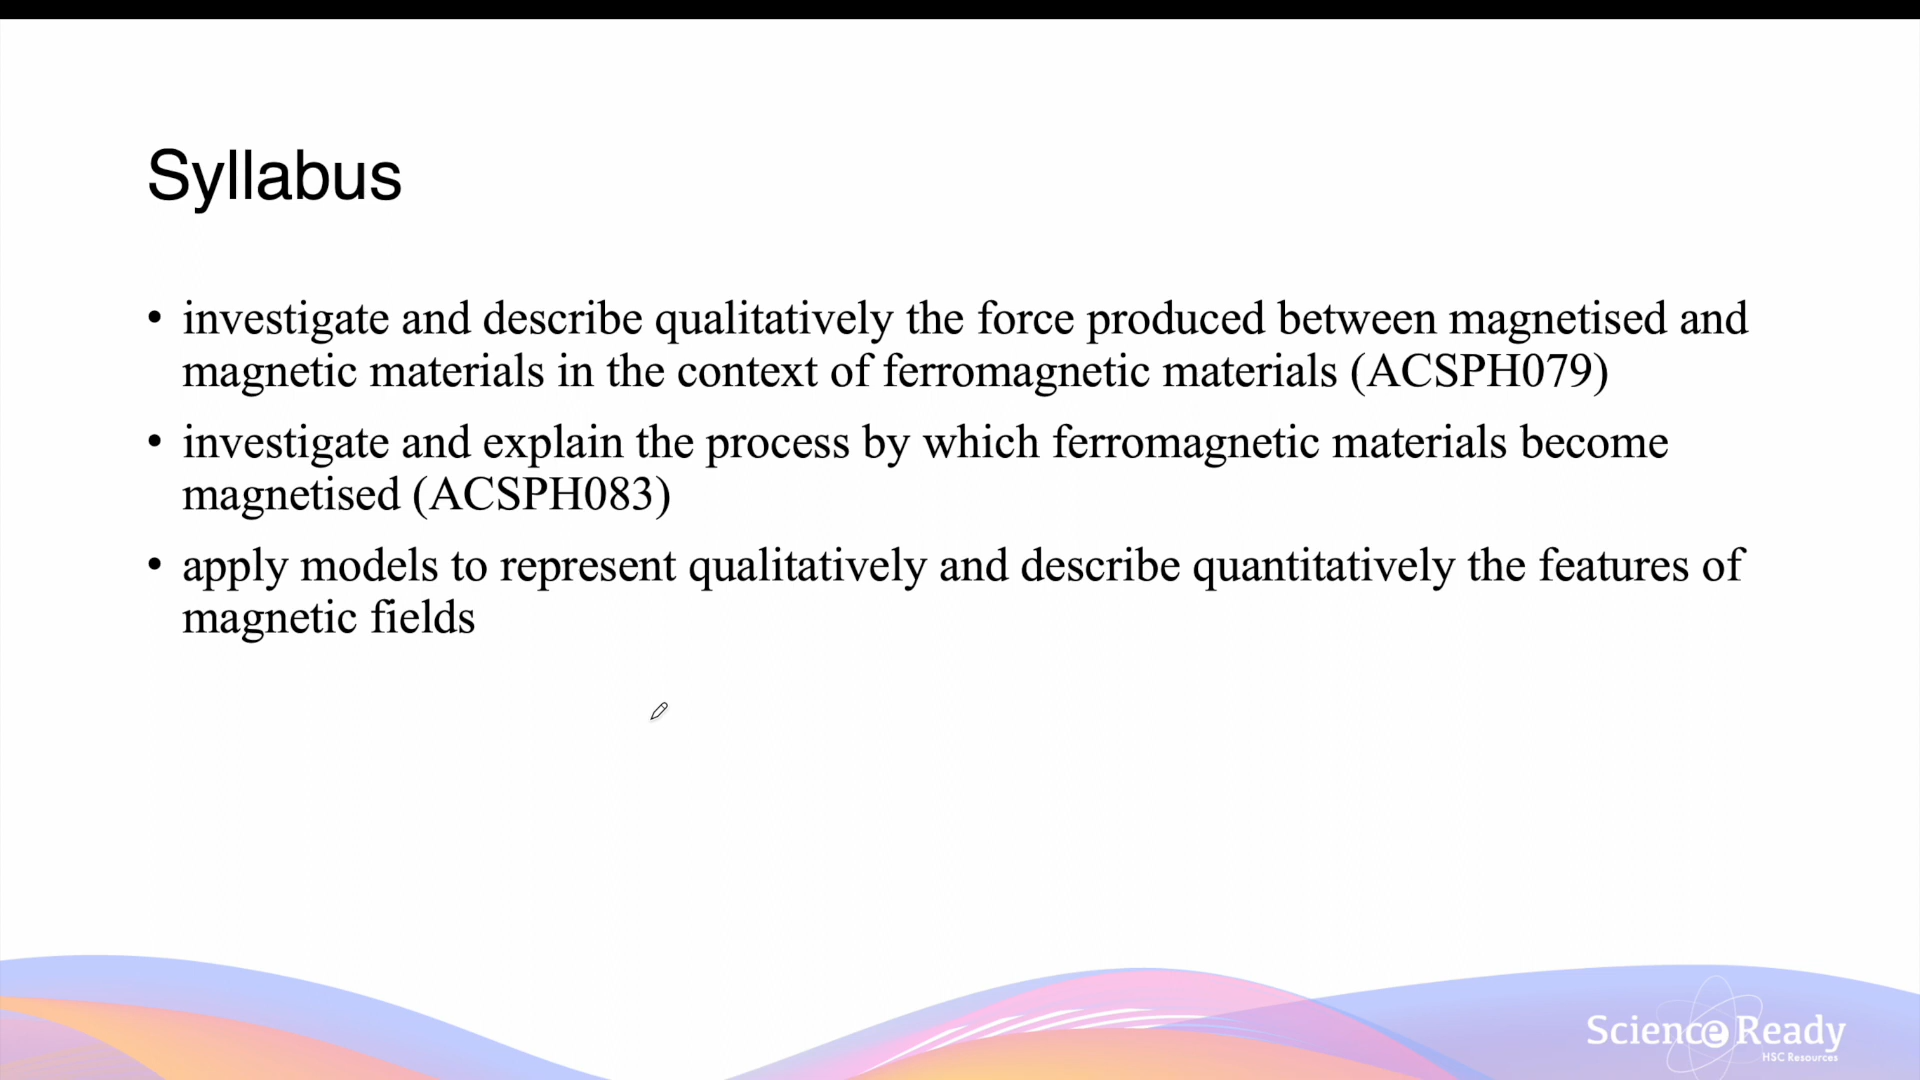 Syllabus
• investigate and describe qualitatively the force produced between magnetised and
magnetic materials in the context of ferromagnetic materials (ACSPH079)
• investigate and explain the process by which ferromagnetic materials become
magnetised (ACSPH083)
• apply models to represent qualitatively and describe quantitatively the features of
magnetic fields
Science Ready
HSC Resources